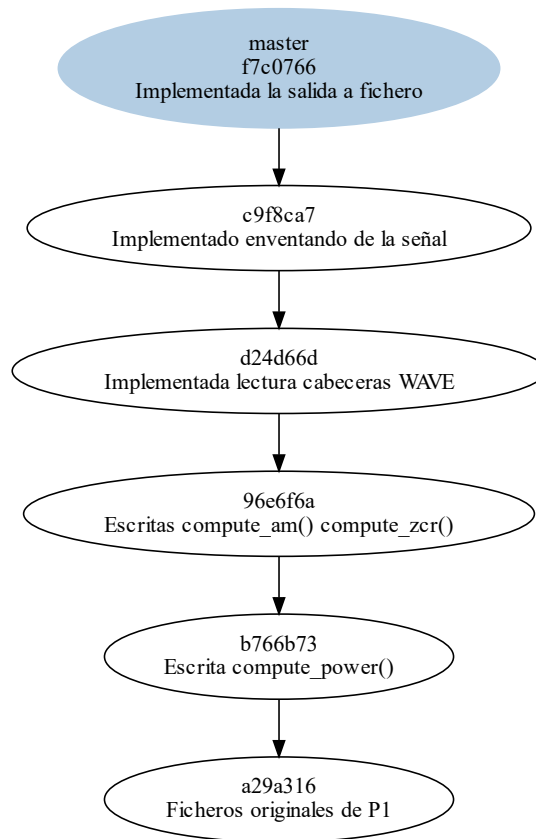 master
f7c0766
Implementada la salida a fichero
c9f8ca7
Implementado enventando de la señal
d24d66d
Implementada lectura cabeceras WAVE
96e6f6a
Escritas compute_am() compute_zcr()
b766b73
Escrita compute_power()
a29a316
Ficheros originales de P1